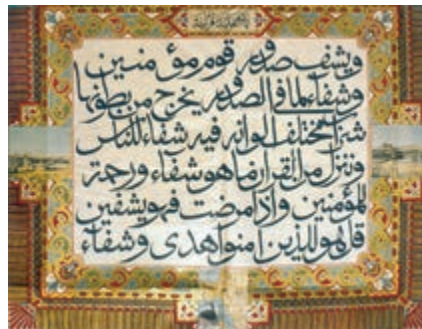 ويشف صدور قوم مؤمنين
وشفاء لما في الصدور يخرج من بطونها
شراب مختلف الوانه فيه شفاء للناس
وننزل من القران ما هو شفاء ورحمة
للمؤمنين واذا مرضت فهو يشفين
قل هو للذين امنوا هدى وشفاء